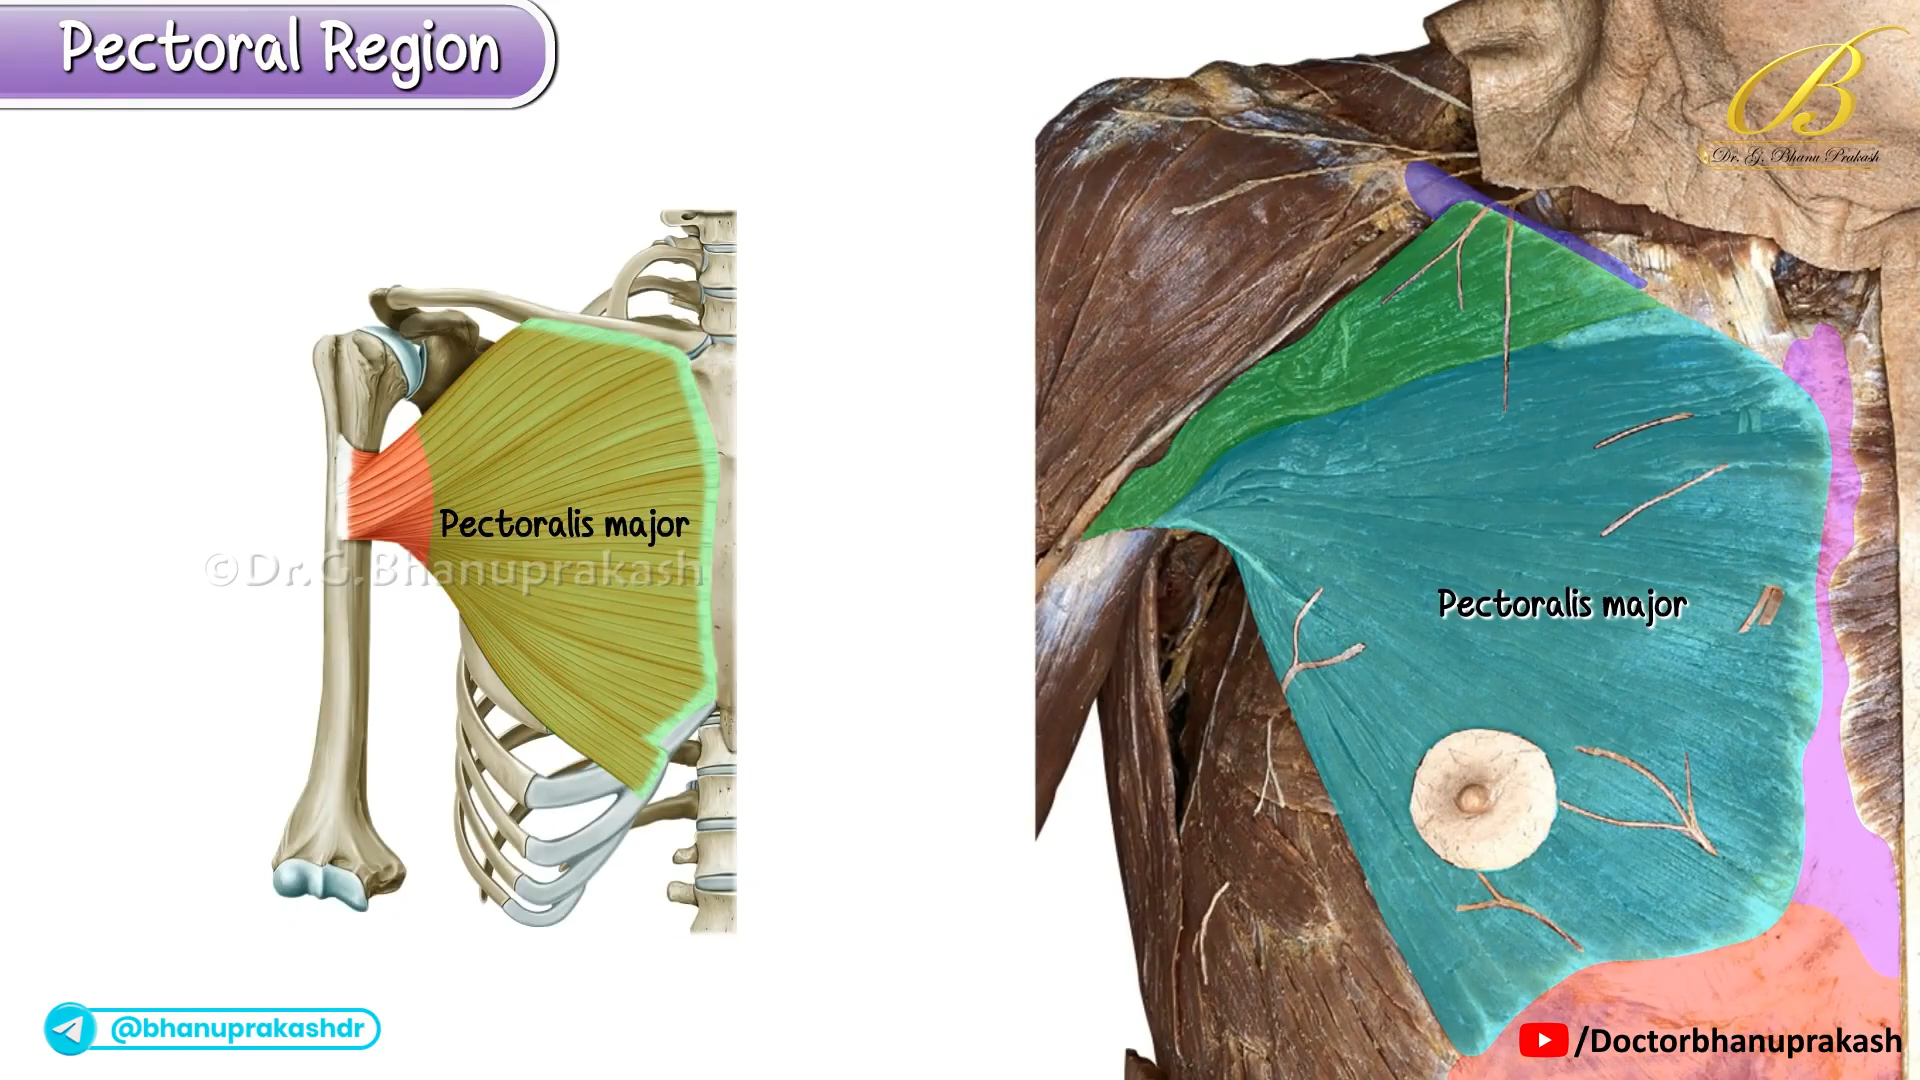 Pectoral Region
B
Dr. G. Bhanu Prakash
Pectoralis major
©Dr.G.Bhanuprakash
Pectoralis major
@bhanuprakashdr
/Doctorbhanuprakash